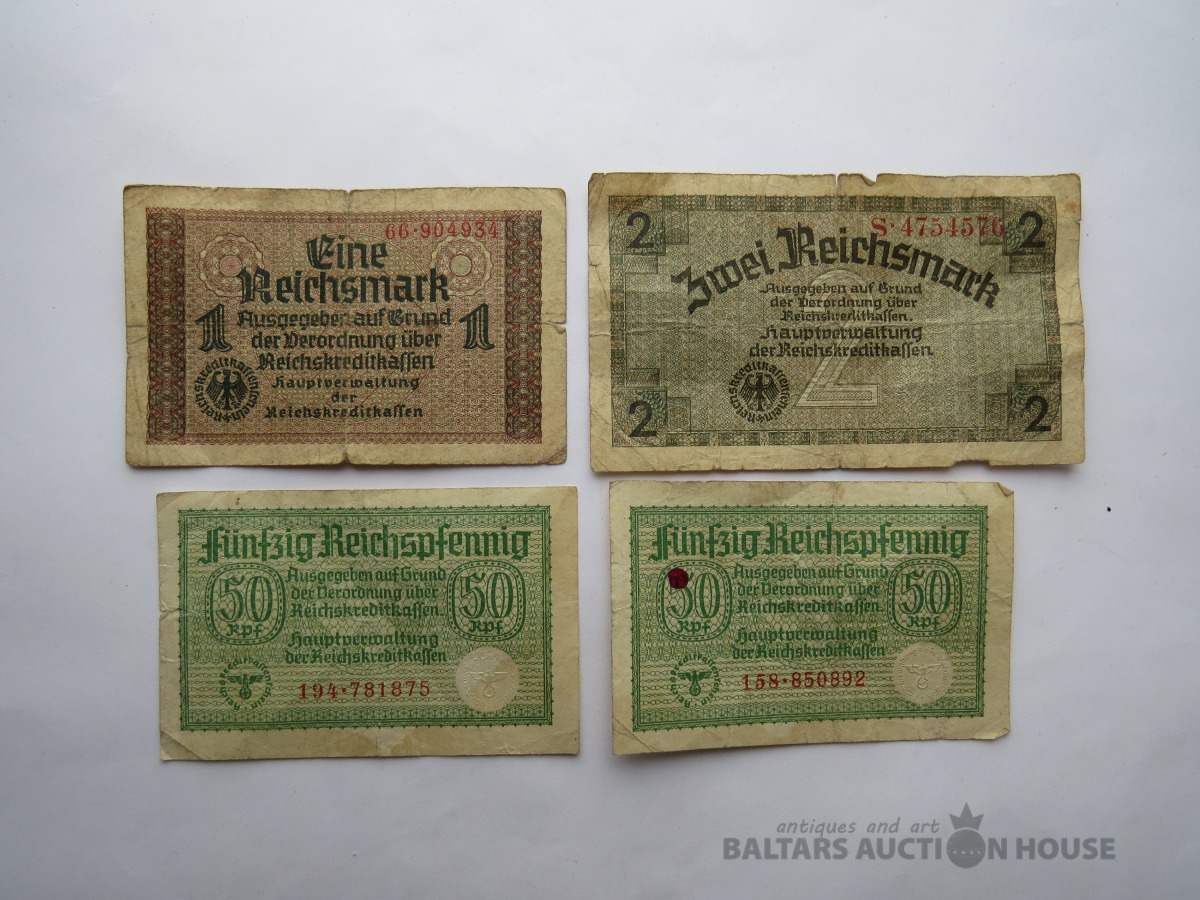 66·904934
Eine
Reichsmark
1 1
Ausgegeben auf Grund
der Verordnung über
Reichskreditkassen
Hauptverwaltung
der
Reichskreditkassen
2 2
S·4754576
Zwei Reichsmark
2
Ausgegeben auf Grund
der Verordnung über
Reichskreditkassen.
Hauptverwaltung
der Reichskreditkassen
2 2
Fünfzig Reichspfennig
50 Rpf
50 Rpf
Ausgegeben auf Grund
der Verordnung über
Reichskreditkassen.
Hauptverwaltung
der Reichskreditkassen
Reichskreditkassenschein
194·781875
Fünfzig Reichspfennig
50 Rpf
50 Rpf
Ausgegeben auf Grund
der Verordnung über
Reichskreditkassen.
Hauptverwaltung
der Reichskreditkassen
Reichskreditkassenschein
158·850892
antiques and art
BALTARS AUCTION HOUSE